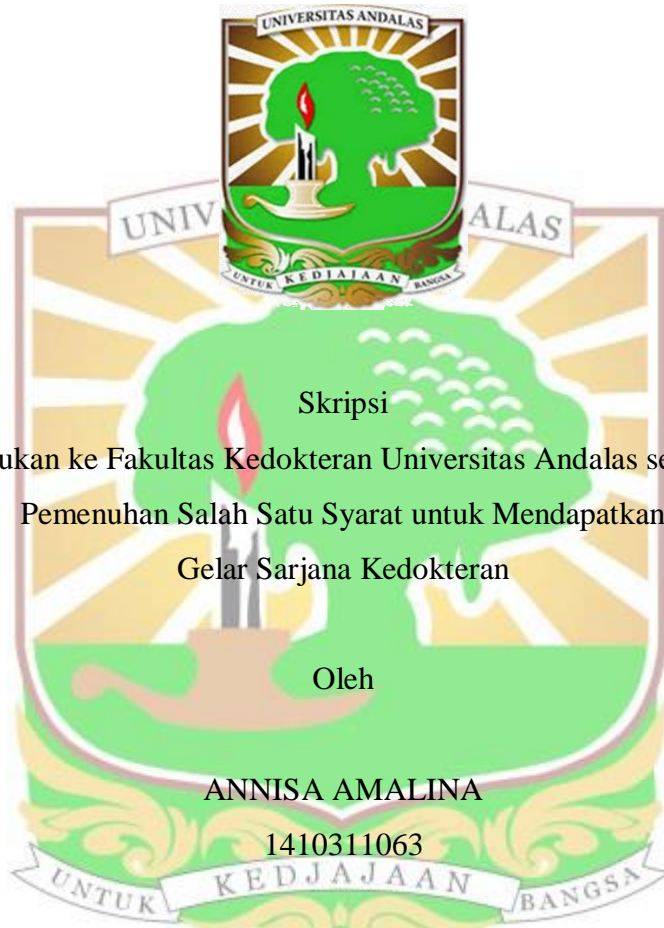 UNIVERSITAS ANDALAS
UNTUK KEDJAJAAN BANGSA
UNIV ALAS
Skripsi
ukan ke Fakultas Kedokteran Universitas Andalas se
Pemenuhan Salah Satu Syarat untuk Mendapatkan
Gelar Sarjana Kedokteran
Oleh
ANNISA AMALINA
1410311063
UNTUK KEDJAJAAN BANGSA